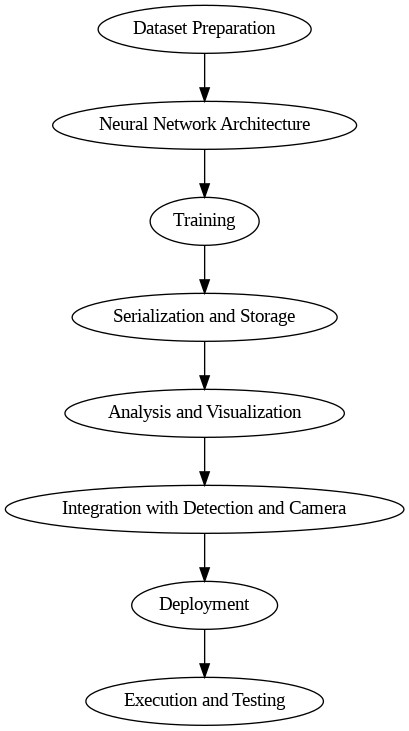 Dataset Preparation
Neural Network Architecture
Training
Serialization and Storage
Analysis and Visualization
Integration with Detection and Camera
Deployment
Execution and Testing